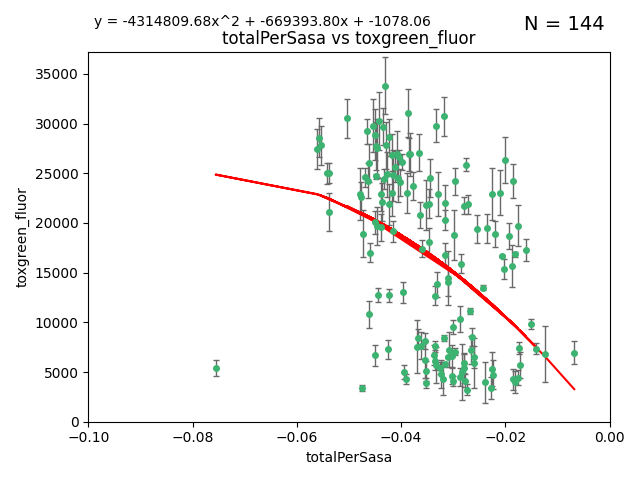 y = -4314809.68x^2 + -669393.80x + -1078.06
N = 144
totalPerSasa vs toxgreen_fluor
toxgreen_fluor
35000
30000
25000
20000
15000
10000
5000
0
−0.10
−0.08
−0.06
−0.04
−0.02
0.00
totalPerSasa